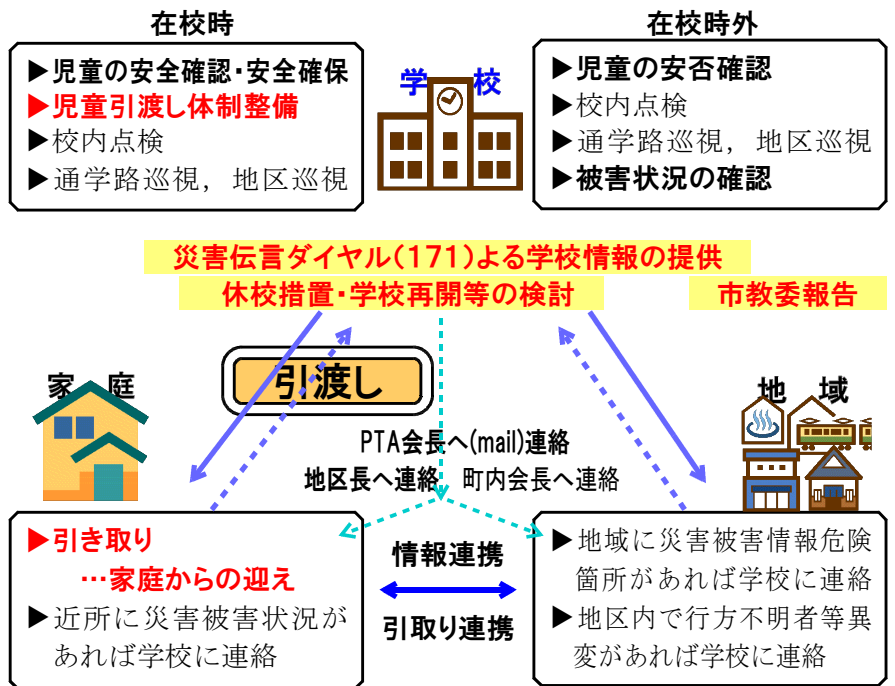 在校時
▶児童の安全確認・安全確保
▶児童引渡し体制整備
▶校内点検
▶通学路巡視，地区巡視
学校
在校時外
▶児童の安否確認
▶校内点検
▶通学路巡視，地区巡視
▶被害状況の確認
災害伝言ダイヤル（171）よる学校情報の提供
休校措置・学校再開等の検討
市教委報告
家庭
引渡し
地域
PTA会長へ(mail)連絡
地区長へ連絡　町内会長へ連絡
▶引き取り
…家庭からの迎え
▶近所に災害被害状況が
あれば学校に連絡
情報連携
引取り連携
▶地域に災害被害情報危険
箇所があれば学校に連絡
▶地区内で行方不明者等異
変があれば学校に連絡